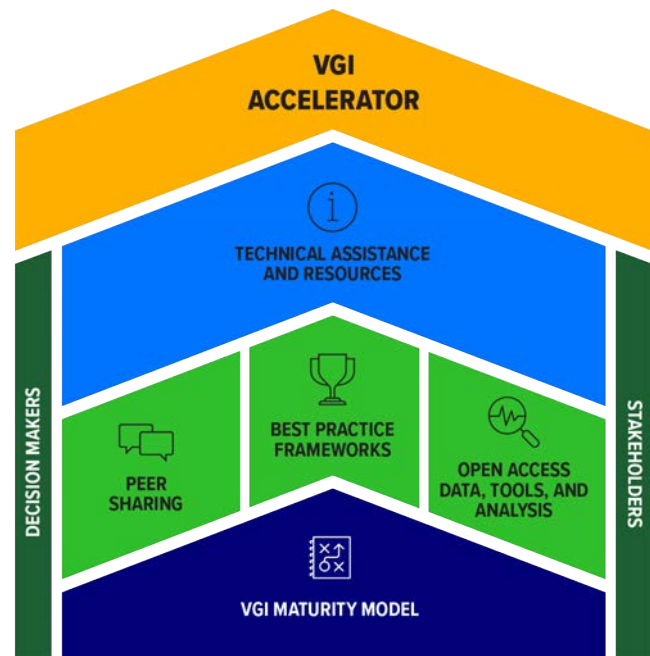 VGI
ACCELERATOR
TECHNICAL ASSISTANCE
AND RESOURCES
DECISION MAKERS
PEER
SHARING
BEST PRACTICE
FRAMEWORKS
OPEN ACCESS
DATA, TOOLS, AND
ANALYSIS
STAKEHOLDERS
VGI MATURITY MODEL